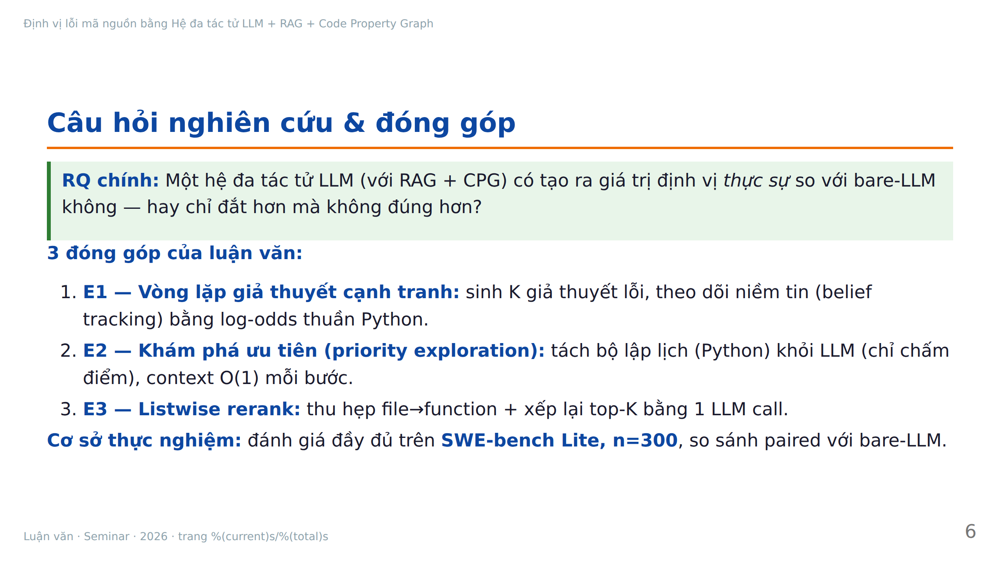 Định vị lỗi mã nguồn bằng Hệ đa tác tử LLM + RAG + Code Property Graph
Câu hỏi nghiên cứu & đóng góp
RQ chính: Một hệ đa tác tử LLM (với RAG + CPG) có tạo ra giá trị định vị thực sự so với bare-LLM
không — hay chỉ đắt hơn mà không đúng hơn?
3 đóng góp của luận văn:
1. E1 — Vòng lặp giả thuyết cạnh tranh: sinh K giả thuyết lỗi, theo dõi niềm tin (belief
tracking) bằng log-odds thuần Python.
2. E2 — Khám phá ưu tiên (priority exploration): tách bộ lập lịch (Python) khỏi LLM (chỉ chấm
điểm), context O(1) mỗi bước.
3. E3 — Listwise rerank: thu hẹp file→function + xếp lại top-K bằng 1 LLM call.
Cơ sở thực nghiệm: đánh giá đầy đủ trên SWE-bench Lite, n=300, so sánh paired với bare-LLM.
Luận văn · Seminar · 2026 · trang %(current)s/%(total)s
6